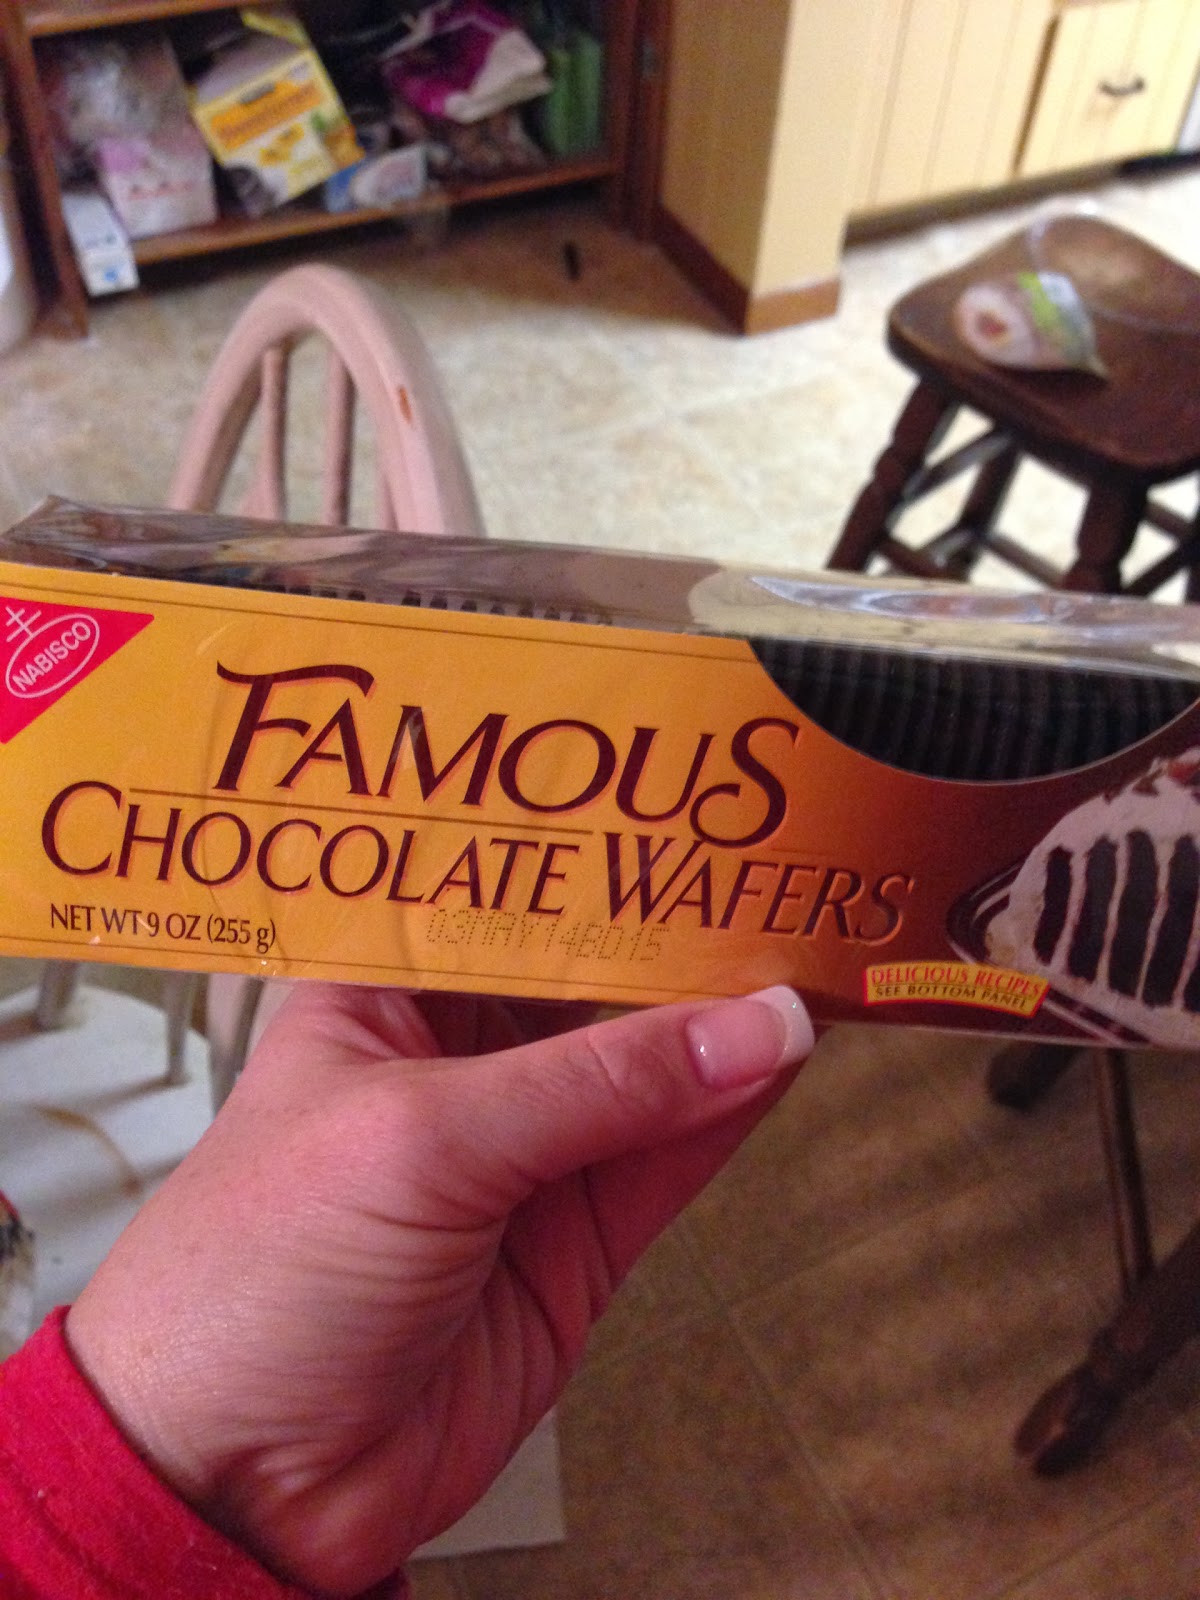 NABISCO
FAMOUS
CHOCOLATE WAFERS
NET WT 9 OZ (255 g)
03MAY14BD15
DELICIOUS RECIPES
SEE BOTTOM PANEL